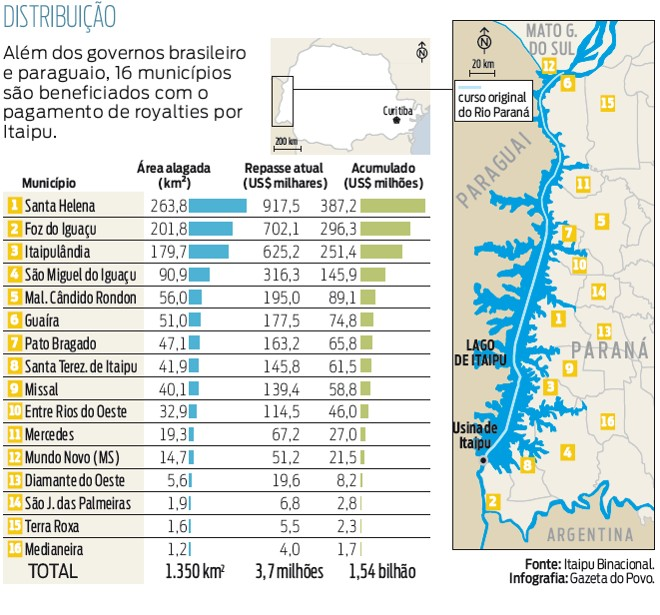 DISTRIBUIÇÃO
Além dos governos brasileiro
e paraguaio, 16 municípios
são beneficiados com o
pagamento de royalties por
Itaipu.
N
Curitiba
200 km
Município
Área alagada
(km²)
Repasse atual
(US$ milhares)
Acumulado
(US$ milhões)
1 Santa Helena 263,8 917,5 387,2
2 Foz do Iguaçu 201,8 702,1 296,3
3 Itaipulândia 179,7 625,2 251,4
4 São Miguel do Iguaçu 90,9 316,3 145,9
5 Mal. Cândido Rondon 56,0 195,0 89,1
6 Guaíra 51,0 177,5 74,8
7 Pato Bragado 47,1 163,2 65,8
8 Santa Terez. de Itaipu 41,9 145,8 61,5
9 Missal 40,1 139,4 58,8
10 Entre Rios do Oeste 32,9 114,5 46,0
11 Mercedes 19,3 67,2 27,0
12 Mundo Novo (MS) 14,7 51,2 21,5
13 Diamante do Oeste 5,6 19,6 8,2
14 São J. das Palmeiras 1,9 6,8 2,8
15 Terra Roxa 1,6 5,5 2,3
16 Medianeira 1,2 4,0 1,7
TOTAL 1.350 km² 3,7 milhões 1,54 bilhão
N
20 km
MATO G.
DO SUL
12
6
curso original
do Rio Paraná
15
PARAGUAI
11
5
7
10
14
1
13
LAGO
DE ITAIPU
PARANÁ
9
3
16
Usina de
Itaipu
4
8
2
ARGENTINA
Fonte: Itaipu Binacional.
Infografia: Gazeta do Povo.